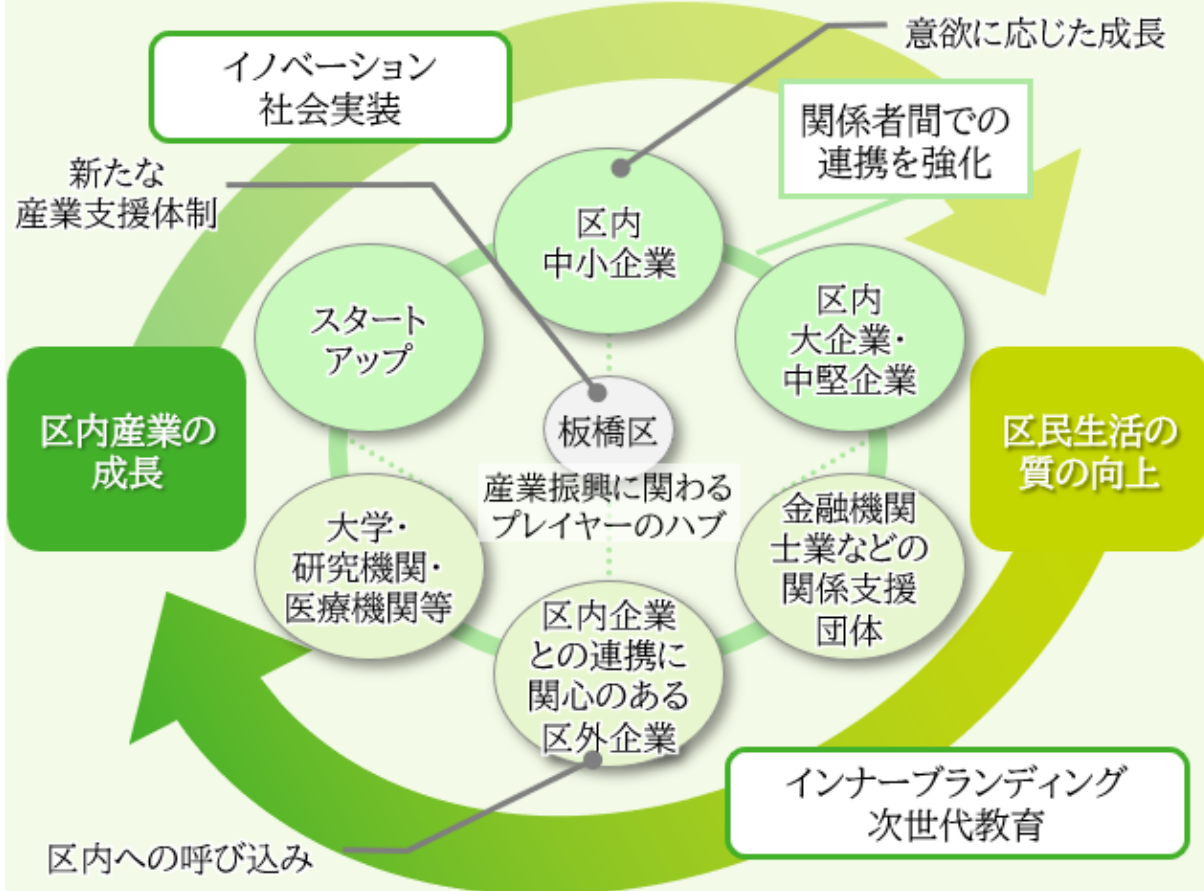 意欲に応じた成長
イノベーション
社会実装
関係者間での
連携を強化
新たな
産業支援体制
区内
中小企業
スタート
アップ
区内
大企業・
中堅企業
区内産業の
成長
板橋区
産業振興に関わる
プレイヤーのハブ
区民生活の
質の向上
大学・
研究機関・
医療機関等
金融機関
士業などの
関係支援
団体
区内企業
との連携に
関心のある
区外企業
インナーブランディング
次世代教育
区内への呼び込み